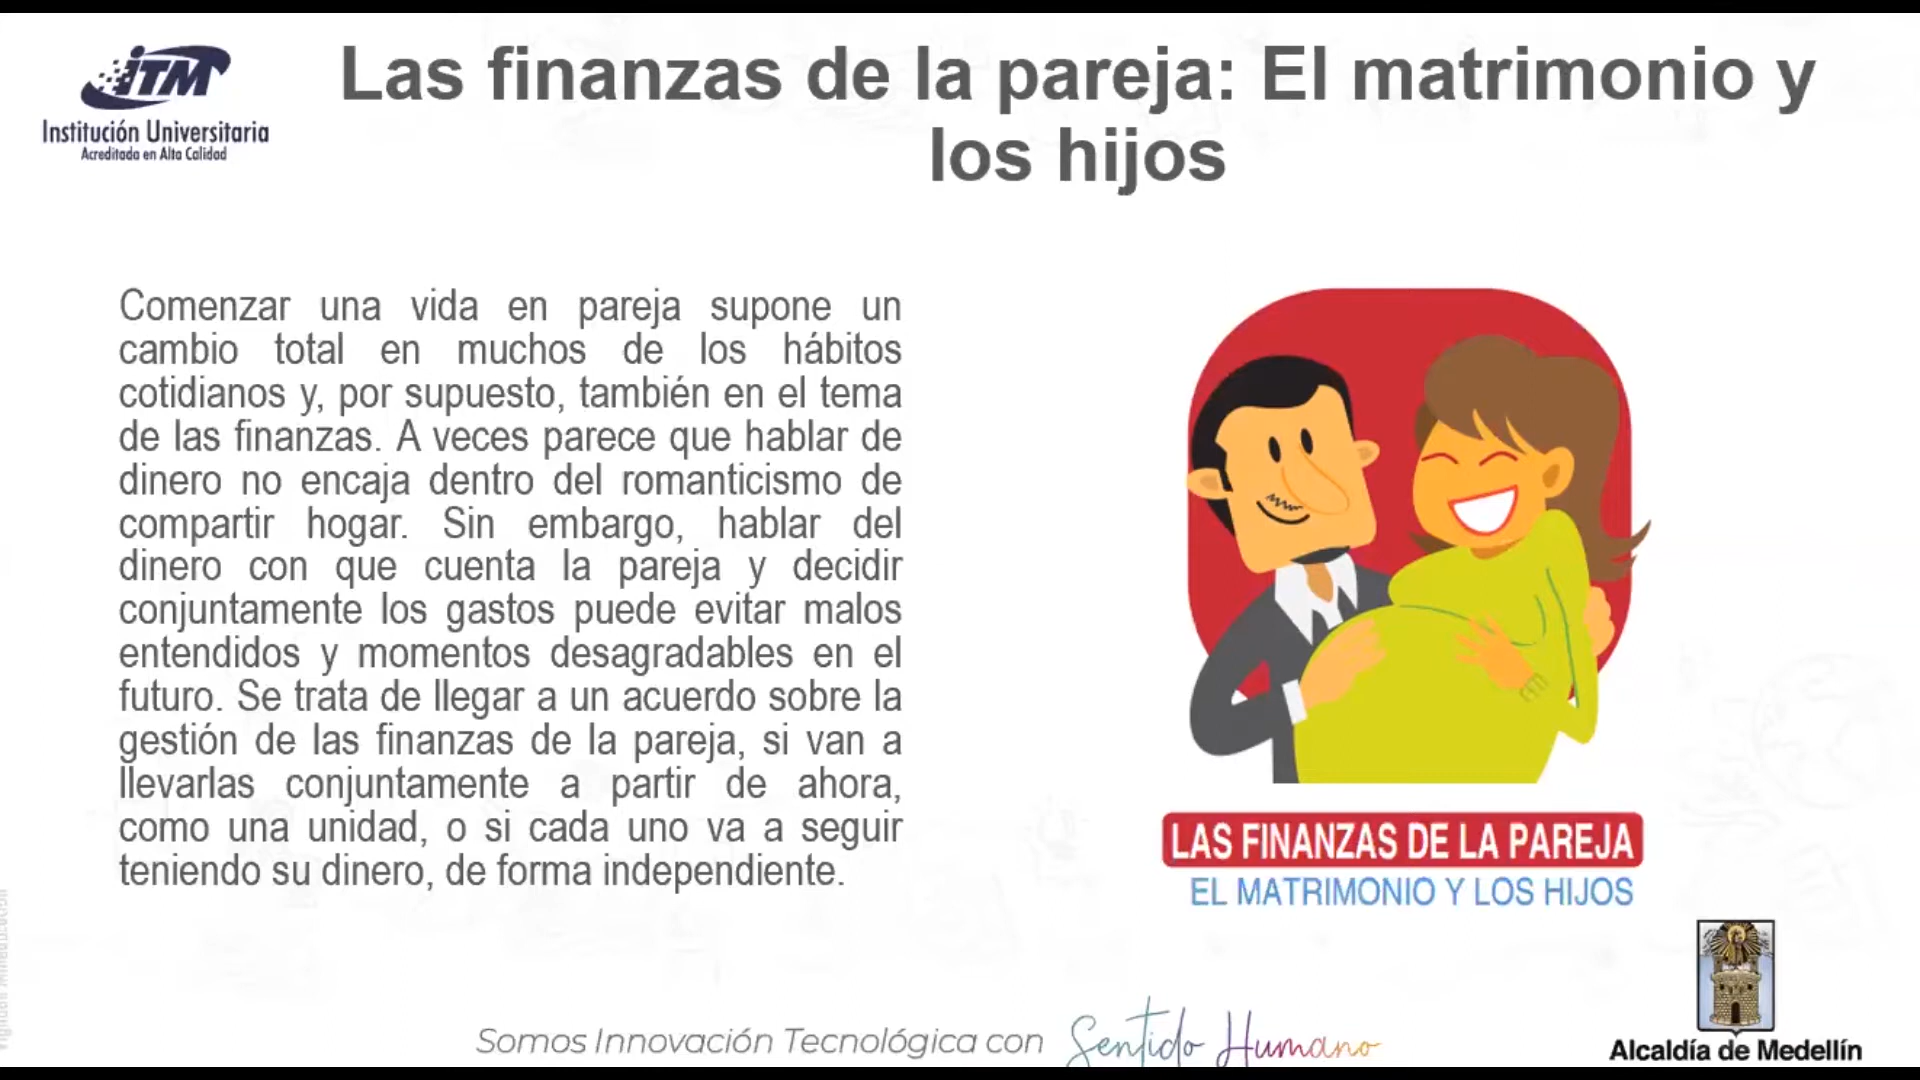 iTM
Institución Universitaria
Acreditada en Alta Calidad
Las finanzas de la pareja: El matrimonio y
los hijos
Comenzar una vida en pareja supone un
cambio total en muchos de los hábitos
cotidianos y, por supuesto, también en el tema
de las finanzas. A veces parece que hablar de
dinero no encaja dentro del romanticismo de
compartir hogar. Sin embargo, hablar del
dinero con que cuenta la pareja y decidir
conjuntamente los gastos puede evitar malos
entendidos y momentos desagradables en el
futuro. Se trata de llegar a un acuerdo sobre la
gestión de las finanzas de la pareja, si van a
llevarlas conjuntamente a partir de ahora,
como una unidad, o si cada uno va a seguir
teniendo su dinero, de forma independiente.
LAS FINANZAS DE LA PAREJA
EL MATRIMONIO Y LOS HIJOS
Somos Innovación Tecnológica con Sentido Humano
Alcaldía de Medellín